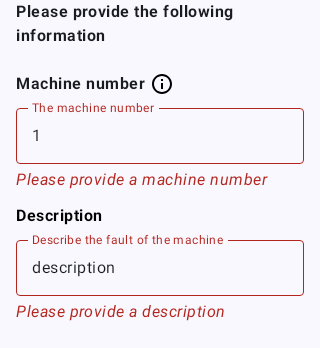 Please provide the following
information
Machine number
The machine number
1
Please provide a machine number
Description
Describe the fault of the machine
description
Please provide a description